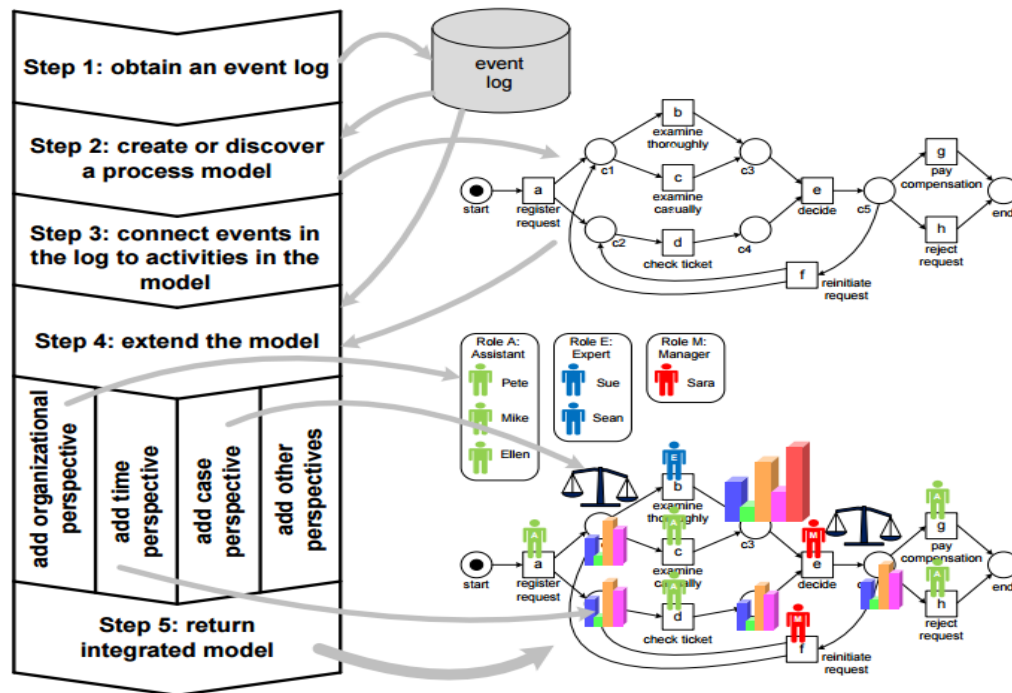 Step 1: obtain an event log
Step 2: create or discover
a process model
Step 3: connect events in
the log to activities in the
model
Step 4: extend the model
add organizational
perspective
add time
perspective
add case
perspective
add other
perspectives
Step 5: return
integrated model
event
log
start
a
register
request
c1
c2
b
examine
thoroughly
c
examine
casually
d
check ticket
c3
c4
e
decide
c5
f
reinitiate
request
g
pay
compensation
h
reject
request
end
Role A:
Assistant
Pete
Mike
Ellen
Role E:
Expert
Sue
Sean
Role M:
Manager
Sara
start
A
a
register
request
E
b
examine
thoroughly
A
c
examine
casually
A
d
check ticket
c3
M
e
decide
M
f
reinitiate
request
A
g
pay
compensation
A
h
reject
request
end